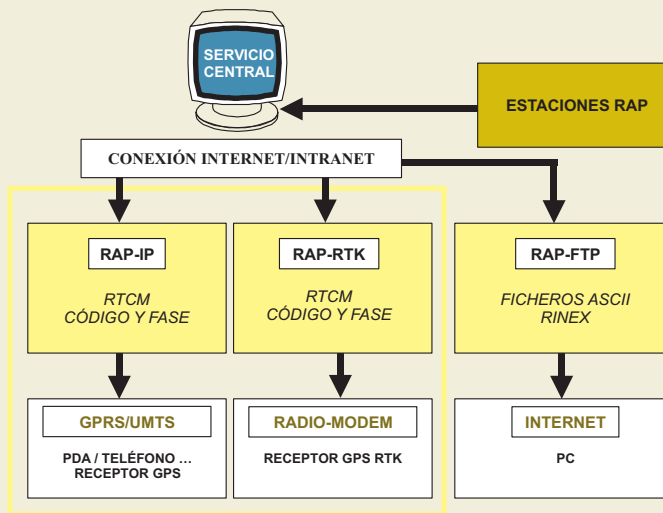 SERVICIO
CENTRAL
ESTACIONES RAP
CONEXIÓN INTERNET/INTRANET
RAP-IP
RTCM
CÓDIGO Y FASE
RAP-RTK
RTCM
CÓDIGO Y FASE
RAP-FTP
FICHEROS ASCII
RINEX
GPRS/UMTS
PDA / TELÉFONO ...
RECEPTOR GPS
RADIO-MODEM
RECEPTOR GPS RTK
INTERNET
PC